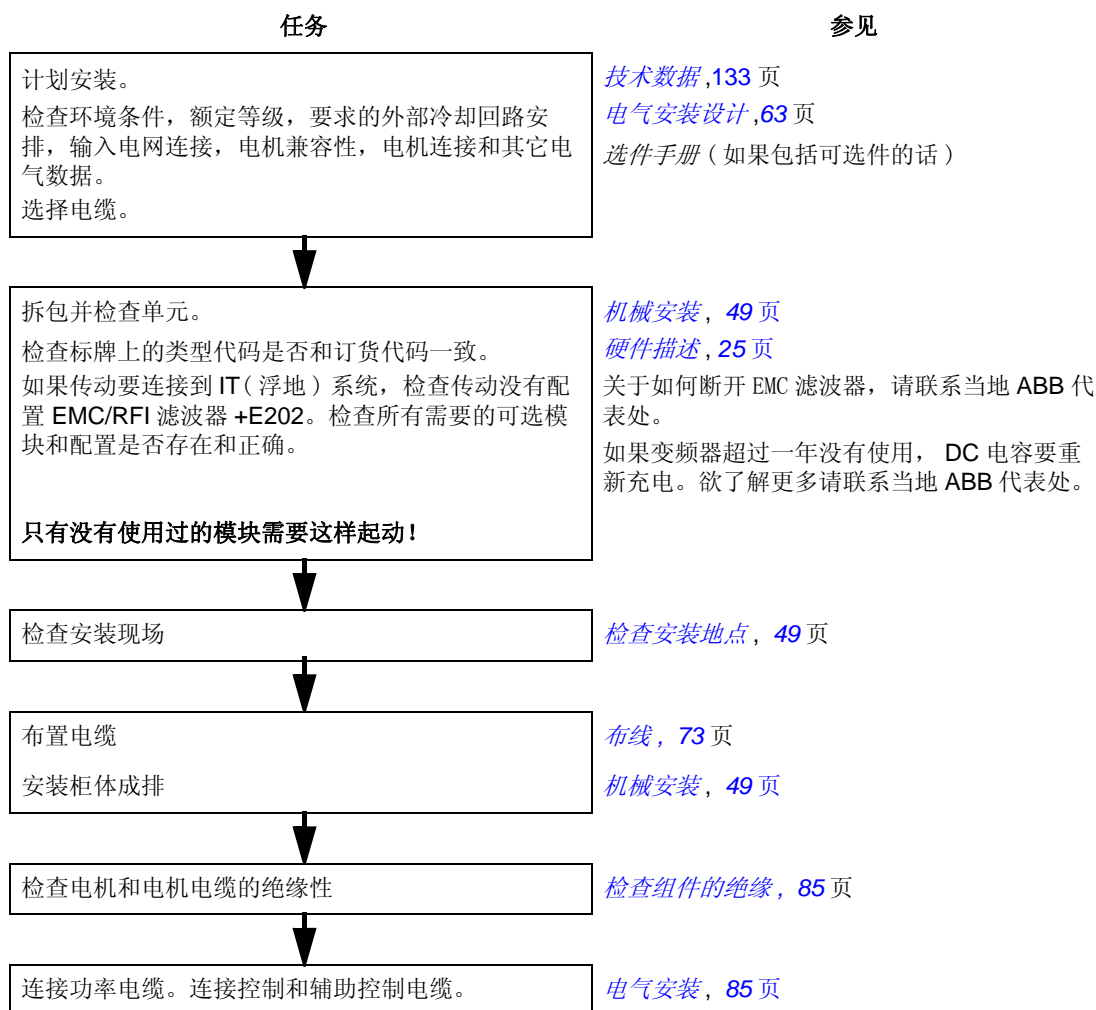 任务 参见
计划安装。 技术数据 ,133 页
检查环境条件，额定等级，要求的外部冷却回路安 电气安装设计 ,63 页
排，输入电网连接，电机兼容性，电机连接和其它电 选件手册 ( 如果包括可选件的话 )
气数据。
选择电缆。
拆包并检查单元。 机械安装 , 49 页
检查标牌上的类型代码是否和订货代码一致。 硬件描述 , 25 页
如果传动要连接到 IT( 浮地 ) 系统，检查传动没有配 关于如何断开 EMC 滤波器，请联系当地 ABB 代
置 EMC/RFI 滤波器 +E202。检查所有需要的可选模 表处。
块和配置是否存在和正确。 如果变频器超过一年没有使用， DC 电容要重
新充电。欲了解更多请联系当地 ABB 代表处。
只有没有使用过的模块需要这样起动！
检查安装现场 检查安装地点 , 49 页
布置电缆 布线 , 73 页
安装柜体成排 机械安装 , 49 页
检查电机和电机电缆的绝缘性 检查组件的绝缘 , 85 页
连接功率电缆。连接控制和辅助控制电缆。 电气安装 , 85 页